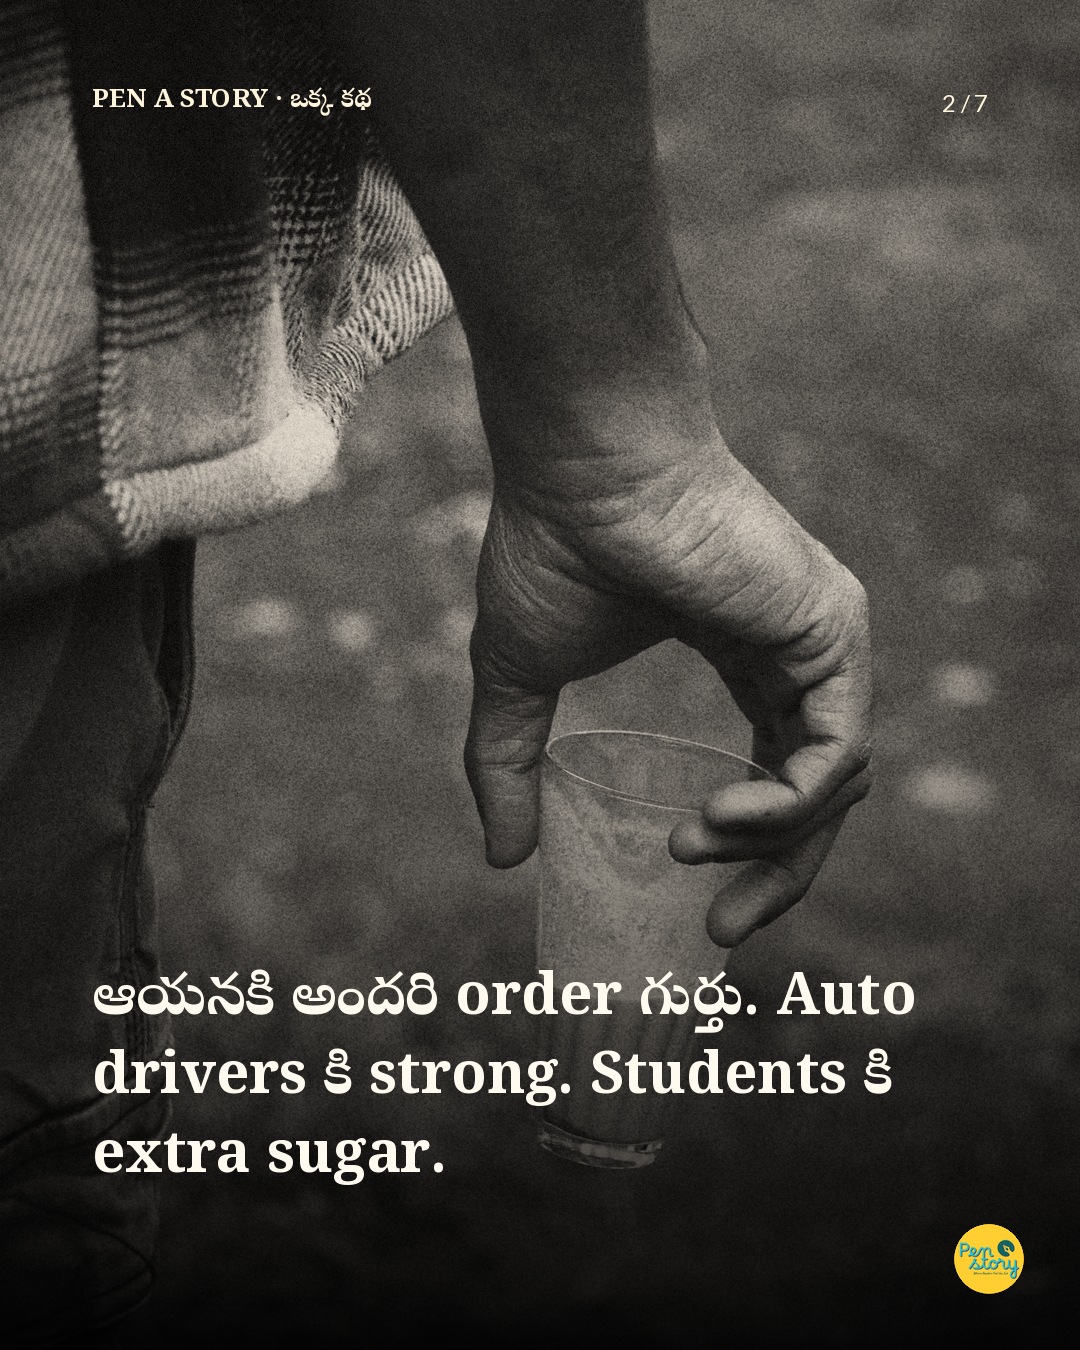 PEN A STORY · ఒక్క కథ
2 / 7
ఆయనకి అందరి order గుర్తు. Auto
drivers కి strong. Students కి
extra sugar.
Pen
story